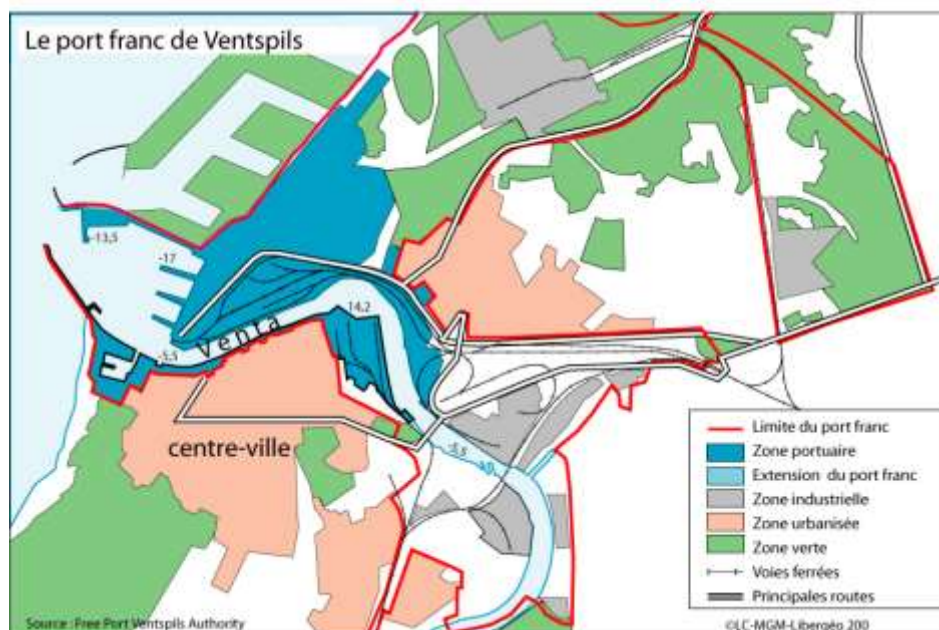 Le port franc de Ventspils
-13,5
-17
14,2
Venta
-5,5
centre-ville
-5,5
Limite du port franc
Zone portuaire
Extension du port franc
Zone industrielle
Zone urbanisée
Zone verte
Voies ferrées
Principales routes
Source : Free Port Ventspils Authority
©LC-MGM-Libergéo 200